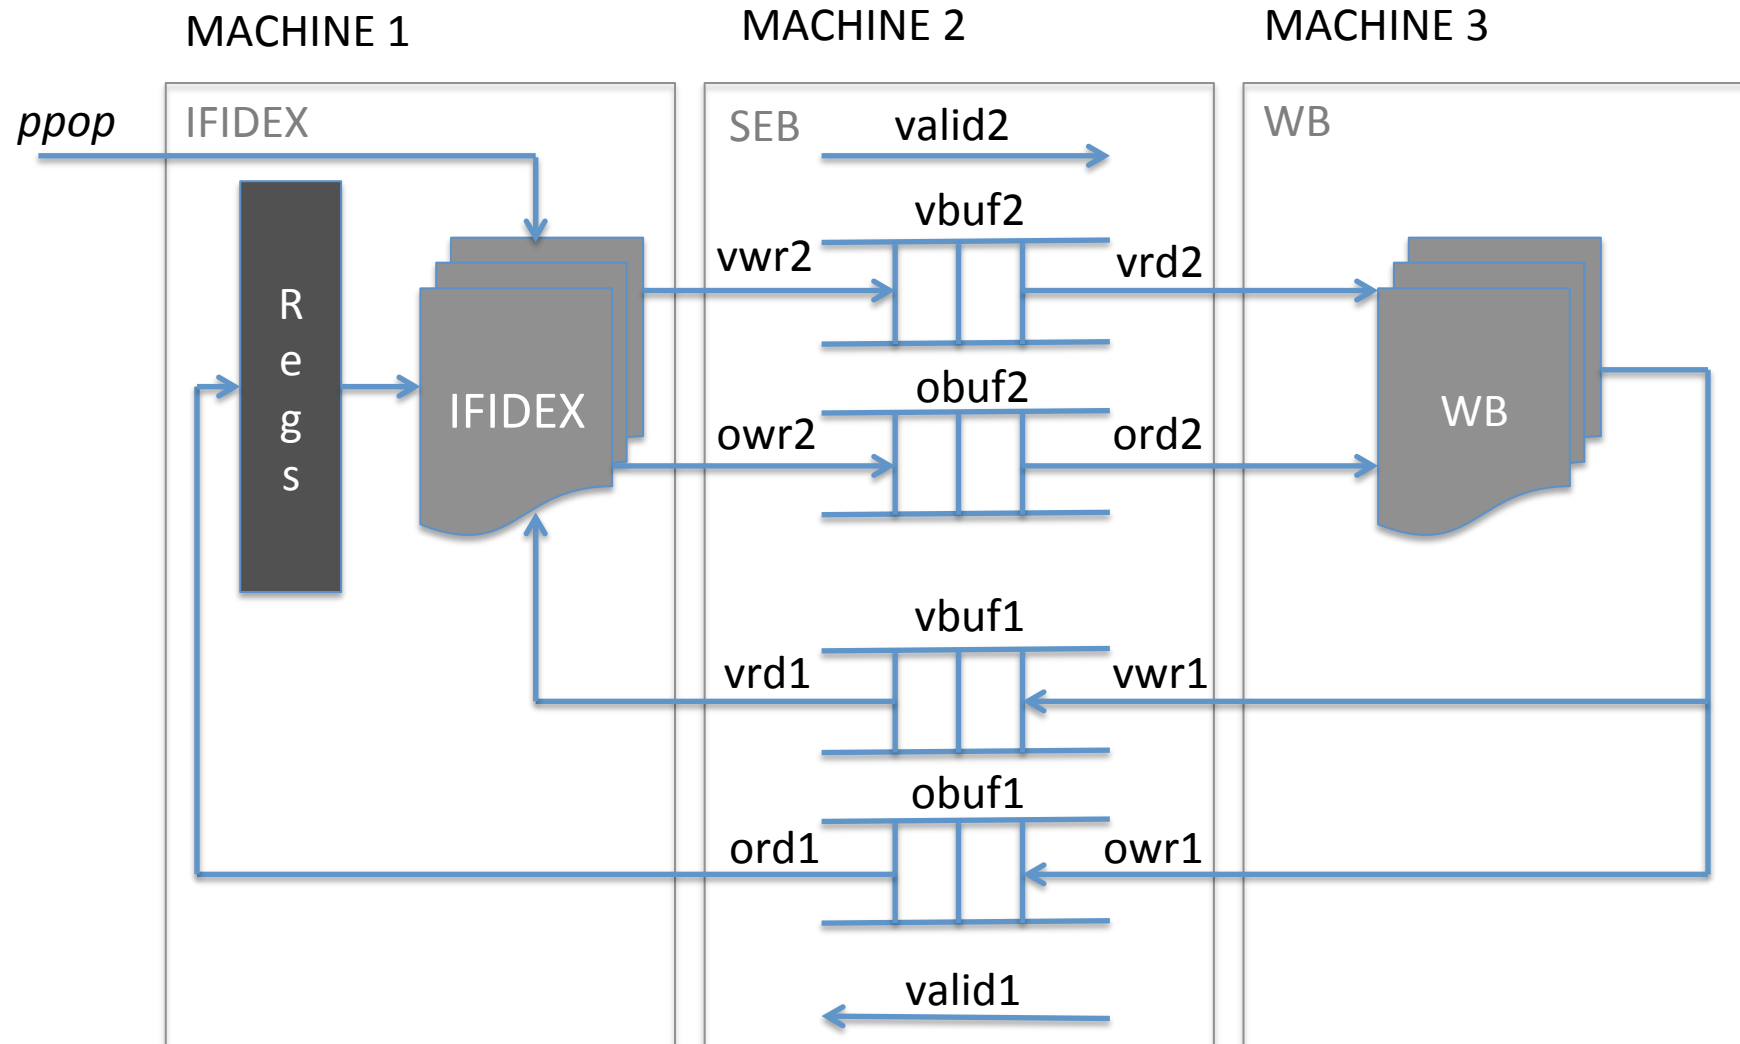 MACHINE 1
MACHINE 2
MACHINE 3
ppop
IFIDEX
SEB
WB
valid2
vbuf2
vwr2
vrd2
Regs
IFIDEX
obuf2
WB
owr2
ord2
vbuf1
vrd1
vwr1
obuf1
ord1
owr1
valid1